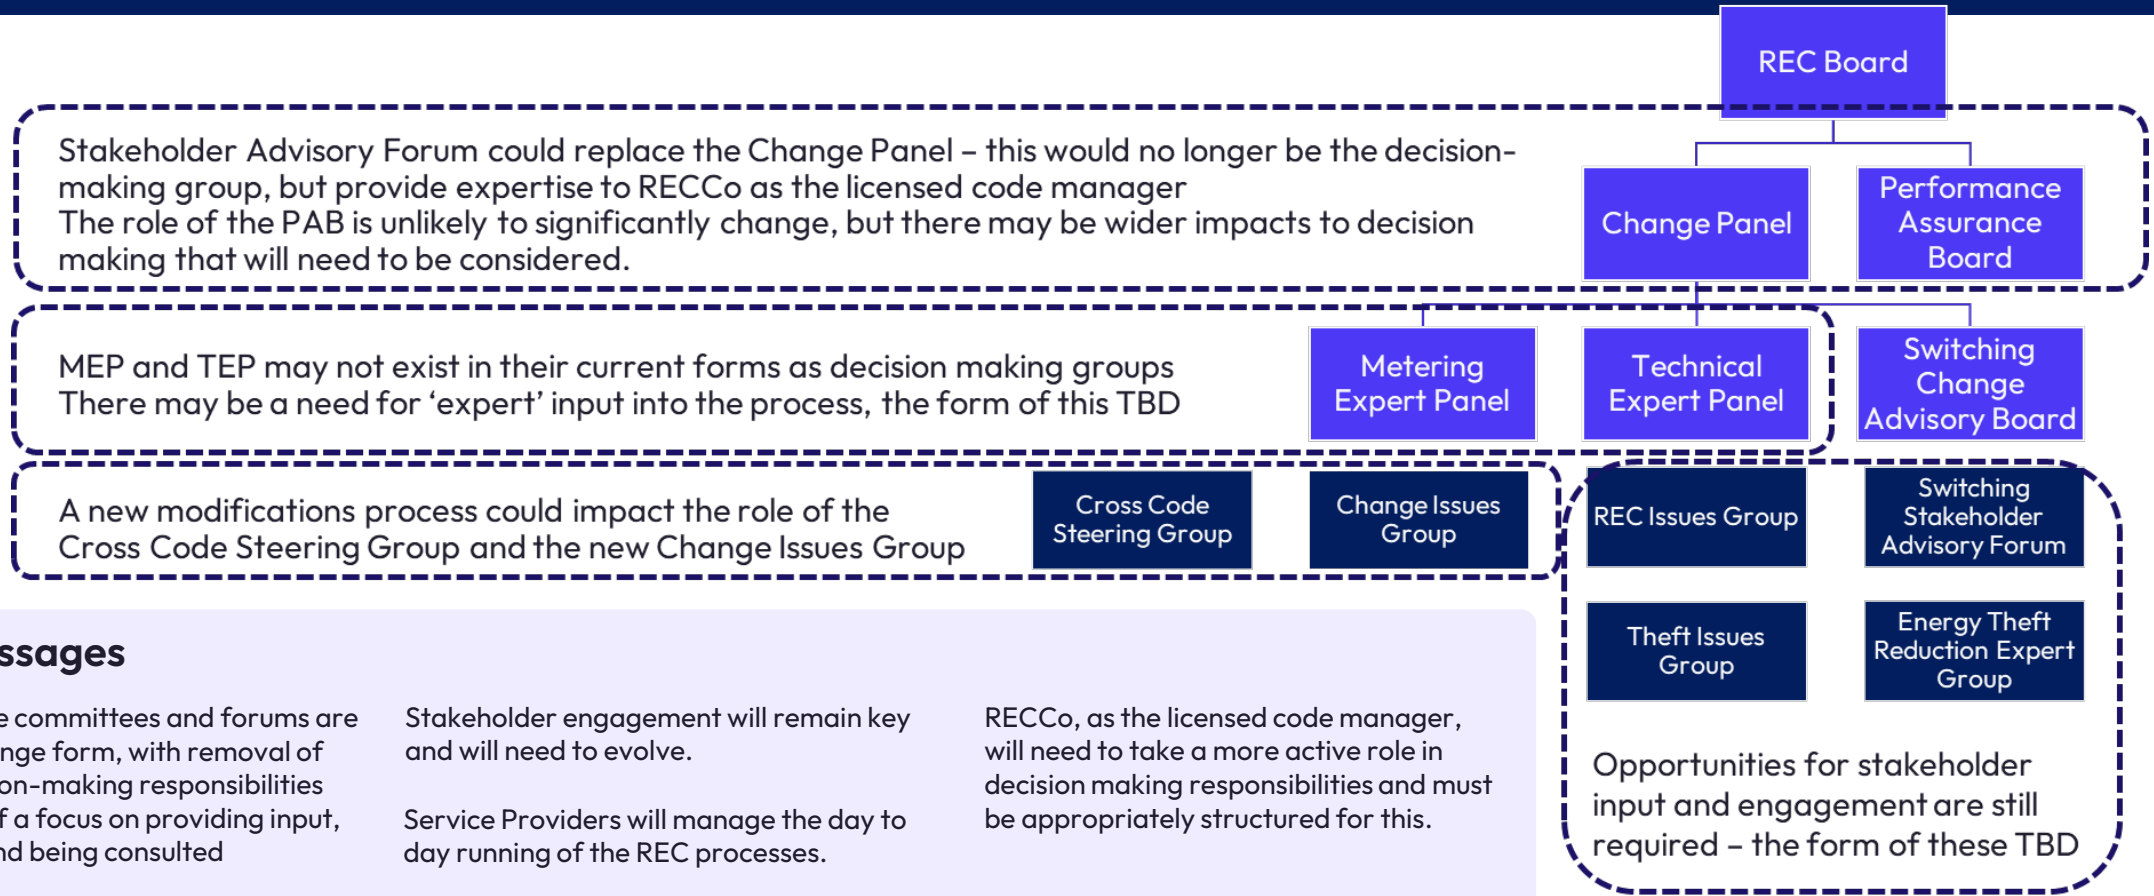 REC Board
Stakeholder Advisory Forum could replace the Change Panel – this would no longer be the decision-
making group, but provide expertise to RECCo as the licensed code manager
The role of the PAB is unlikely to significantly change, but there may be wider impacts to decision
making that will need to be considered.
Change Panel
Performance
Assurance
Board
MEP and TEP may not exist in their current forms as decision making groups
There may be a need for ‘expert’ input into the process, the form of this TBD
Metering
Expert Panel
Technical
Expert Panel
Switching
Change
Advisory Board
A new modifications process could impact the role of the
Cross Code Steering Group and the new Change Issues Group
Cross Code
Steering Group
Change Issues
Group
REC Issues Group
Switching
Stakeholder
Advisory Forum
Theft Issues
Group
Energy Theft
Reduction Expert
Group
Opportunities for stakeholder
input and engagement are still
required – the form of these TBD
ssages
e committees and forums are
nge form, with removal of
on-making responsibilities
f a focus on providing input,
nd being consulted
Stakeholder engagement will remain key
and will need to evolve.
Service Providers will manage the day to
day running of the REC processes.
RECCo, as the licensed code manager,
will need to take a more active role in
decision making responsibilities and must
be appropriately structured for this.